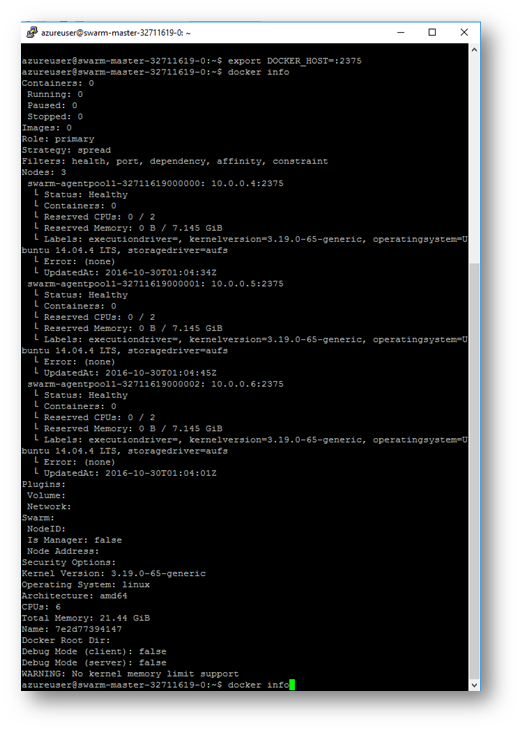 azureuser@swarm-master-32711619-0: ~
azureuser@swarm-master-32711619-0:~$ export DOCKER_HOST=:2375
azureuser@swarm-master-32711619-0:~$ docker info
Containers: 0
 Running: 0
 Paused: 0
 Stopped: 0
Images: 0
Role: primary
Strategy: spread
Filters: health, port, dependency, affinity, constraint
Nodes: 3
 swarm-agentpool1-32711619000000: 10.0.0.4:2375
  └ Status: Healthy
  └ Containers: 0
  └ Reserved CPUs: 0 / 2
  └ Reserved Memory: 0 B / 7.145 GiB
  └ Labels: executiondriver=, kernelversion=3.19.0-65-generic, operatingsystem=U
buntu 14.04.4 LTS, storagedriver=aufs
  └ Error: (none)
  └ UpdatedAt: 2016-10-30T01:04:34Z
 swarm-agentpool1-32711619000001: 10.0.0.5:2375
  └ Status: Healthy
  └ Containers: 0
  └ Reserved CPUs: 0 / 2
  └ Reserved Memory: 0 B / 7.145 GiB
  └ Labels: executiondriver=, kernelversion=3.19.0-65-generic, operatingsystem=U
buntu 14.04.4 LTS, storagedriver=aufs
  └ Error: (none)
  └ UpdatedAt: 2016-10-30T01:04:45Z
 swarm-agentpool1-32711619000002: 10.0.0.6:2375
  └ Status: Healthy
  └ Containers: 0
  └ Reserved CPUs: 0 / 2
  └ Reserved Memory: 0 B / 7.145 GiB
  └ Labels: executiondriver=, kernelversion=3.19.0-65-generic, operatingsystem=U
buntu 14.04.4 LTS, storagedriver=aufs
  └ Error: (none)
  └ UpdatedAt: 2016-10-30T01:04:01Z
Plugins:
 Volume:
 Network:
Swarm:
 NodeID:
 Is Manager: false
 Node Address:
Security Options:
Kernel Version: 3.19.0-65-generic
Operating System: linux
Architecture: amd64
CPUs: 6
Total Memory: 21.44 GiB
Name: 7e2d77394147
Docker Root Dir:
Debug Mode (client): false
Debug Mode (server): false
WARNING: No kernel memory limit support
azureuser@swarm-master-32711619-0:~$ docker info